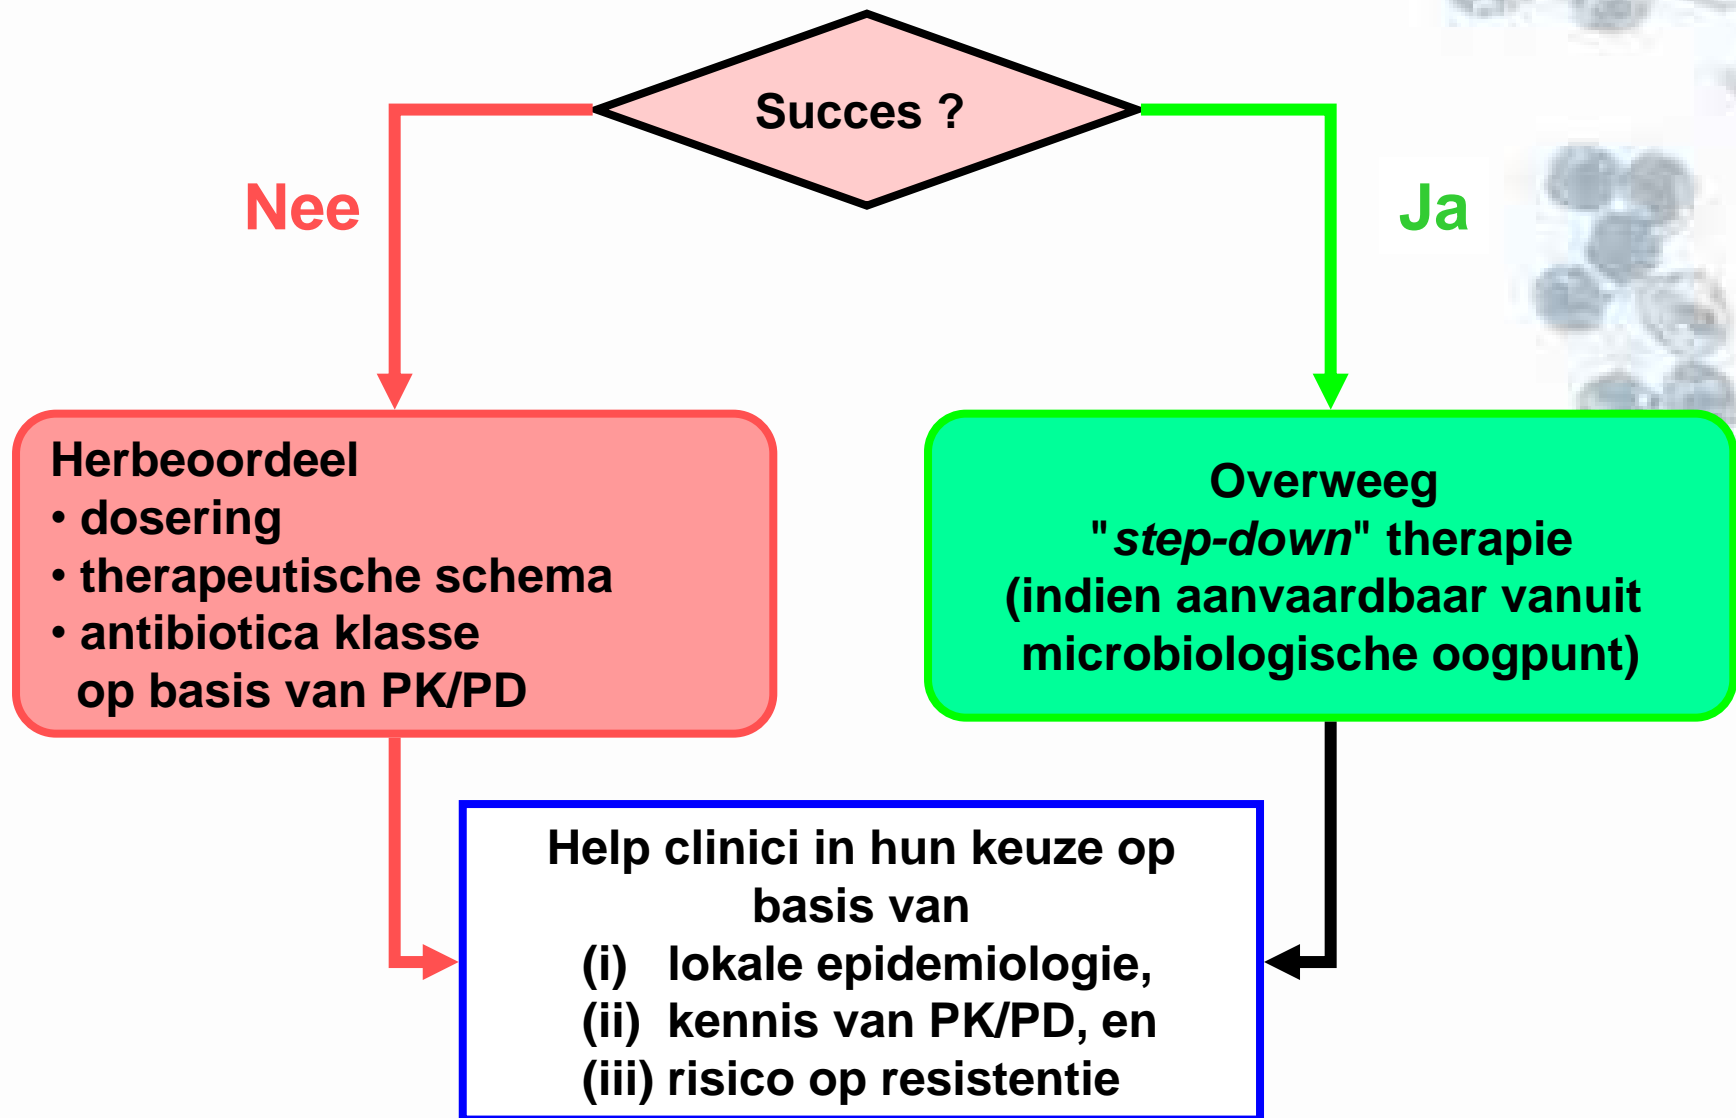 Succes ?
Nee
Ja
Herbeoordeel
• dosering
• therapeutische schema
• antibiotica klasse
op basis van PK/PD
Overweeg
"step-down" therapie
(indien aanvaardbaar vanuit
microbiologische oogpunt)
Help clinici in hun keuze op
basis van
(i) lokale epidemiologie,
(ii) kennis van PK/PD, en
(iii) risico op resistentie